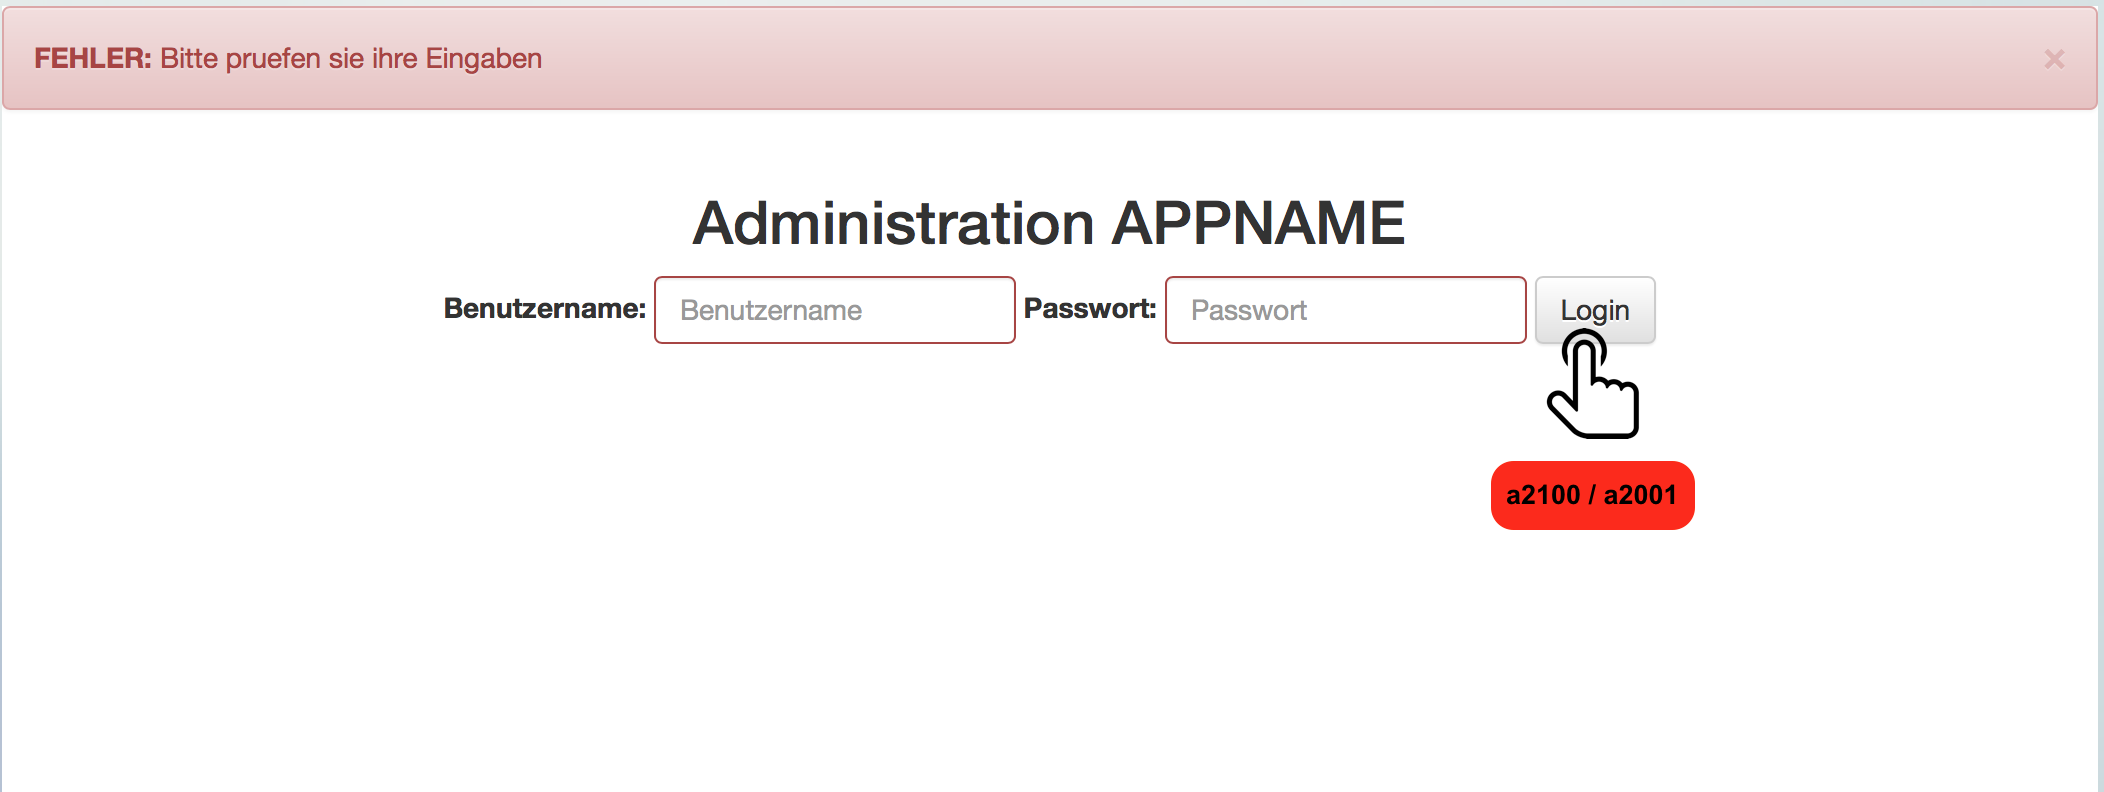 FEHLER: Bitte pruefen sie ihre Eingaben ×
Administration APPNAME
Benutzername: Benutzername Passwort: Passwort Login
a2100 / a2001